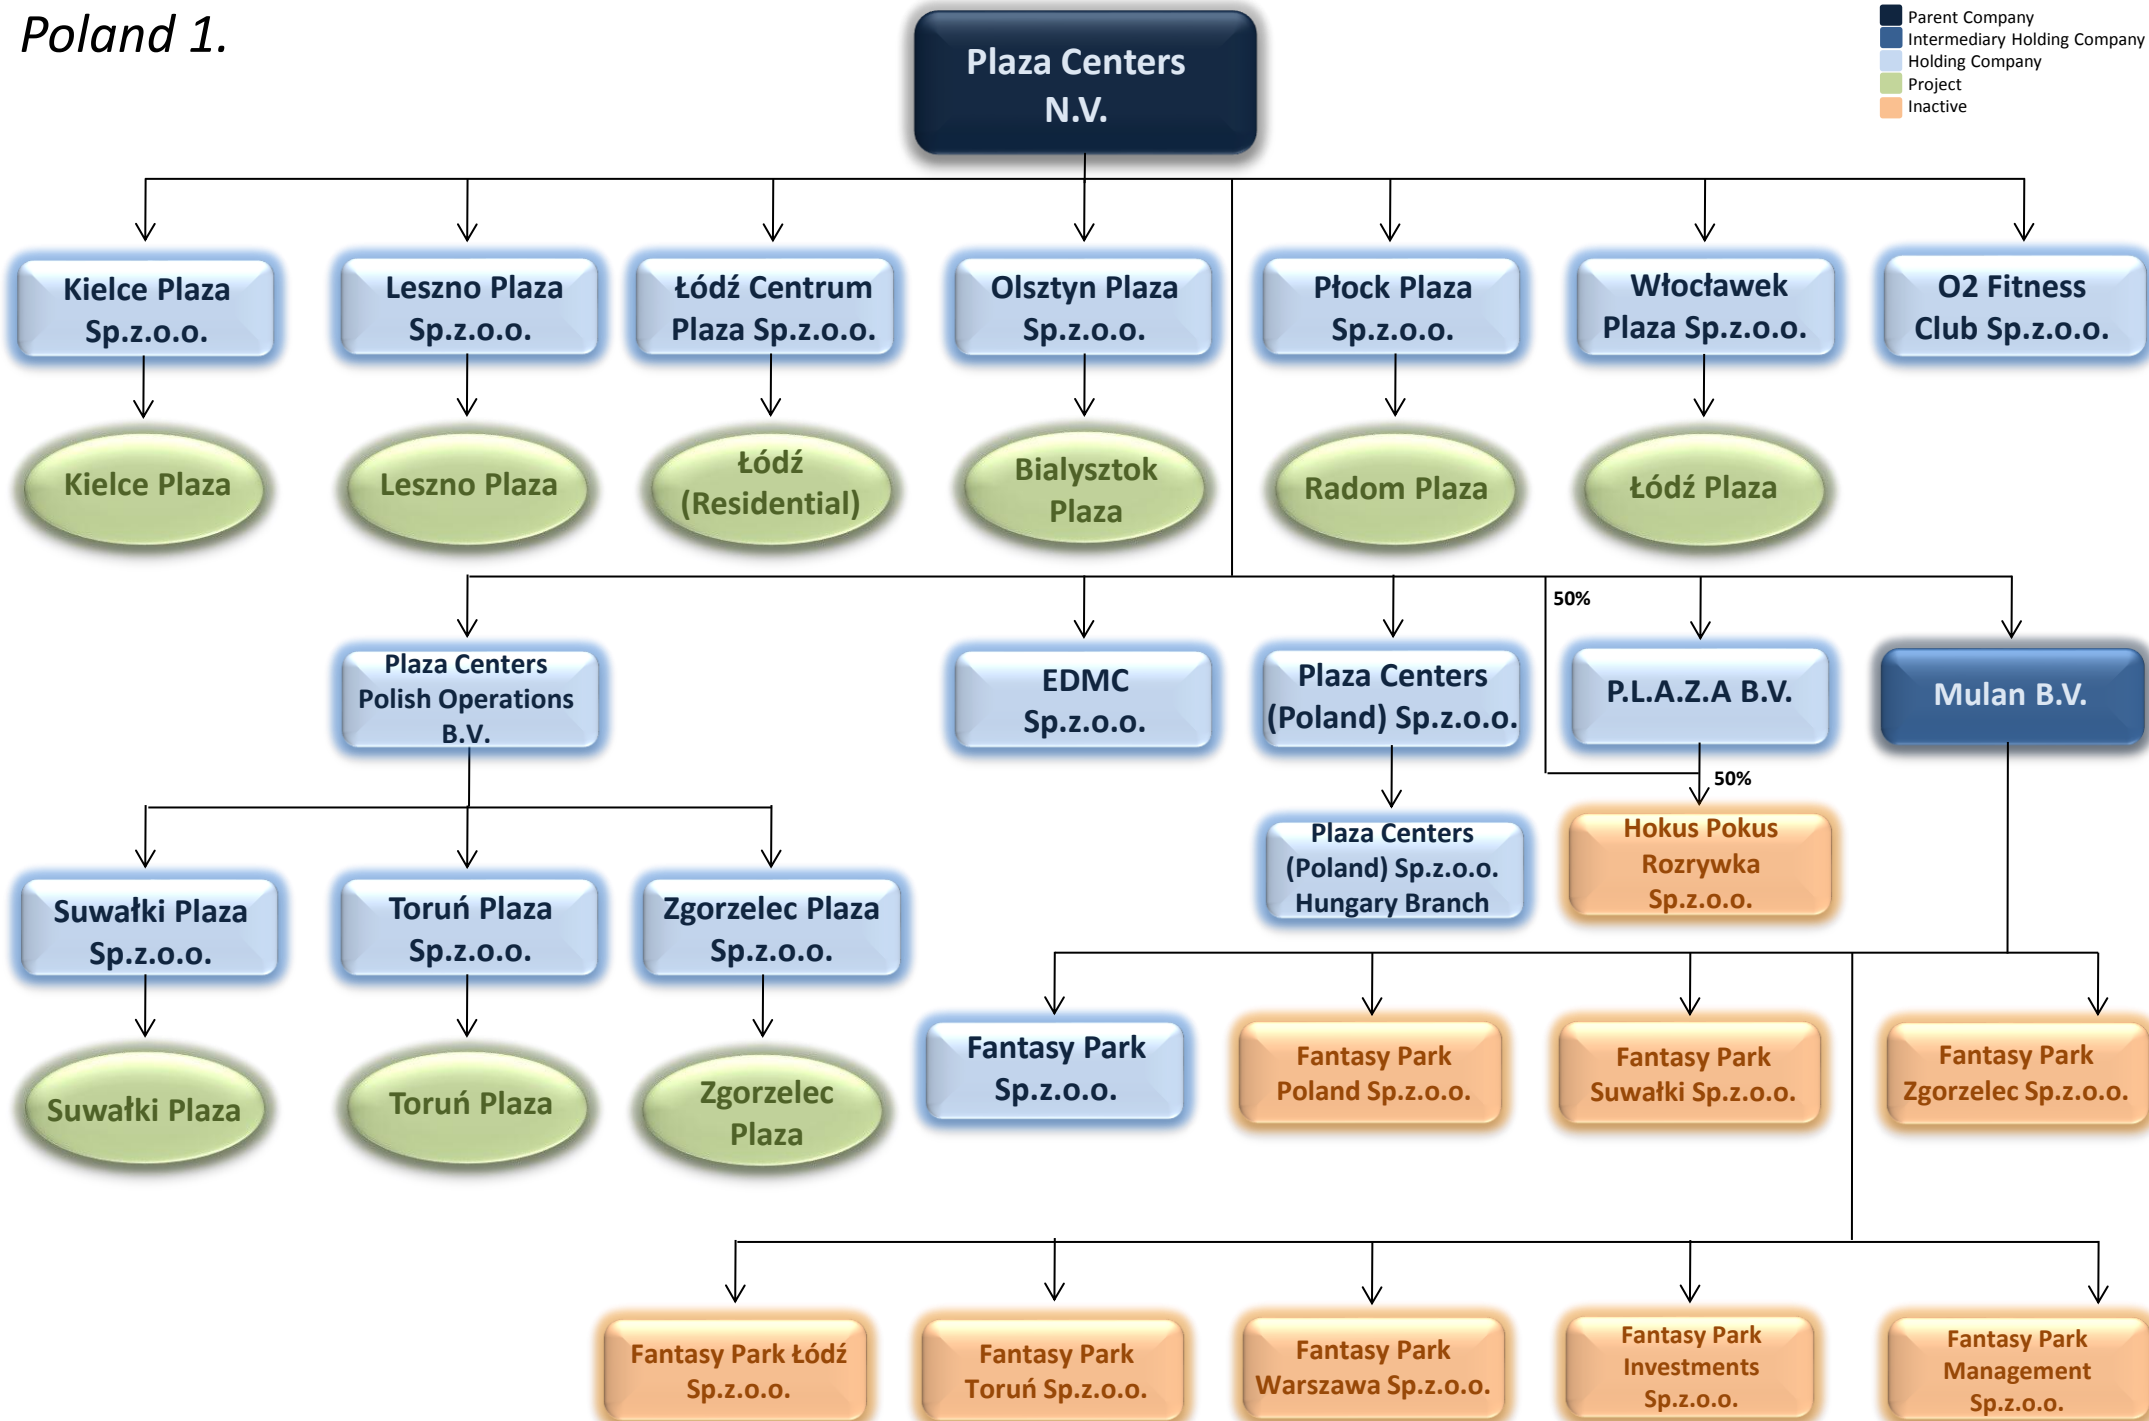 Poland 1.
Plaza Centers
N.V.
Parent Company
Intermediary Holding Company
Holding Company
Project
Inactive
Kielce Plaza
Sp.z.o.o.
Leszno Plaza
Sp.z.o.o.
Łódź Centrum
Plaza Sp.z.o.o.
Olsztyn Plaza
Sp.z.o.o.
Płock Plaza
Sp.z.o.o.
Włocławek
Plaza Sp.z.o.o.
O2 Fitness
Club Sp.z.o.o.
Kielce Plaza
Leszno Plaza
Łódź
(Residential)
Bialysztok
Plaza
Radom Plaza
Łódź Plaza
50%
Plaza Centers
Polish Operations
B.V.
EDMC
Sp.z.o.o.
Plaza Centers
(Poland) Sp.z.o.o.
P.L.A.Z.A B.V.
Mulan B.V.
50%
Plaza Centers
(Poland) Sp.z.o.o.
Hungary Branch
Hokus Pokus
Rozrywka
Sp.z.o.o.
Suwałki Plaza
Sp.z.o.o.
Toruń Plaza
Sp.z.o.o.
Zgorzelec Plaza
Sp.z.o.o.
Suwałki Plaza
Toruń Plaza
Zgorzelec
Plaza
Fantasy Park
Sp.z.o.o.
Fantasy Park
Poland Sp.z.o.o.
Fantasy Park
Suwałki Sp.z.o.o.
Fantasy Park
Zgorzelec Sp.z.o.o.
Fantasy Park Łódź
Sp.z.o.o.
Fantasy Park
Toruń Sp.z.o.o.
Fantasy Park
Warszawa Sp.z.o.o.
Fantasy Park
Investments
Sp.z.o.o.
Fantasy Park
Management
Sp.z.o.o.